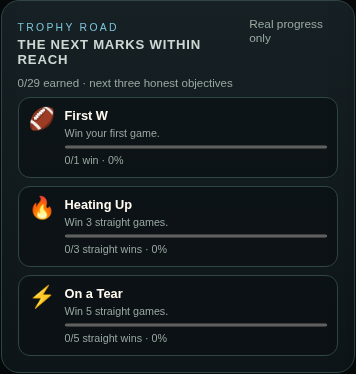 TROPHY ROAD
Real progress
only
THE NEXT MARKS WITHIN
REACH
0/29 earned · next three honest objectives
First W
Win your first game.
0/1 win · 0%
Heating Up
Win 3 straight games.
0/3 straight wins · 0%
On a Tear
Win 5 straight games.
0/5 straight wins · 0%